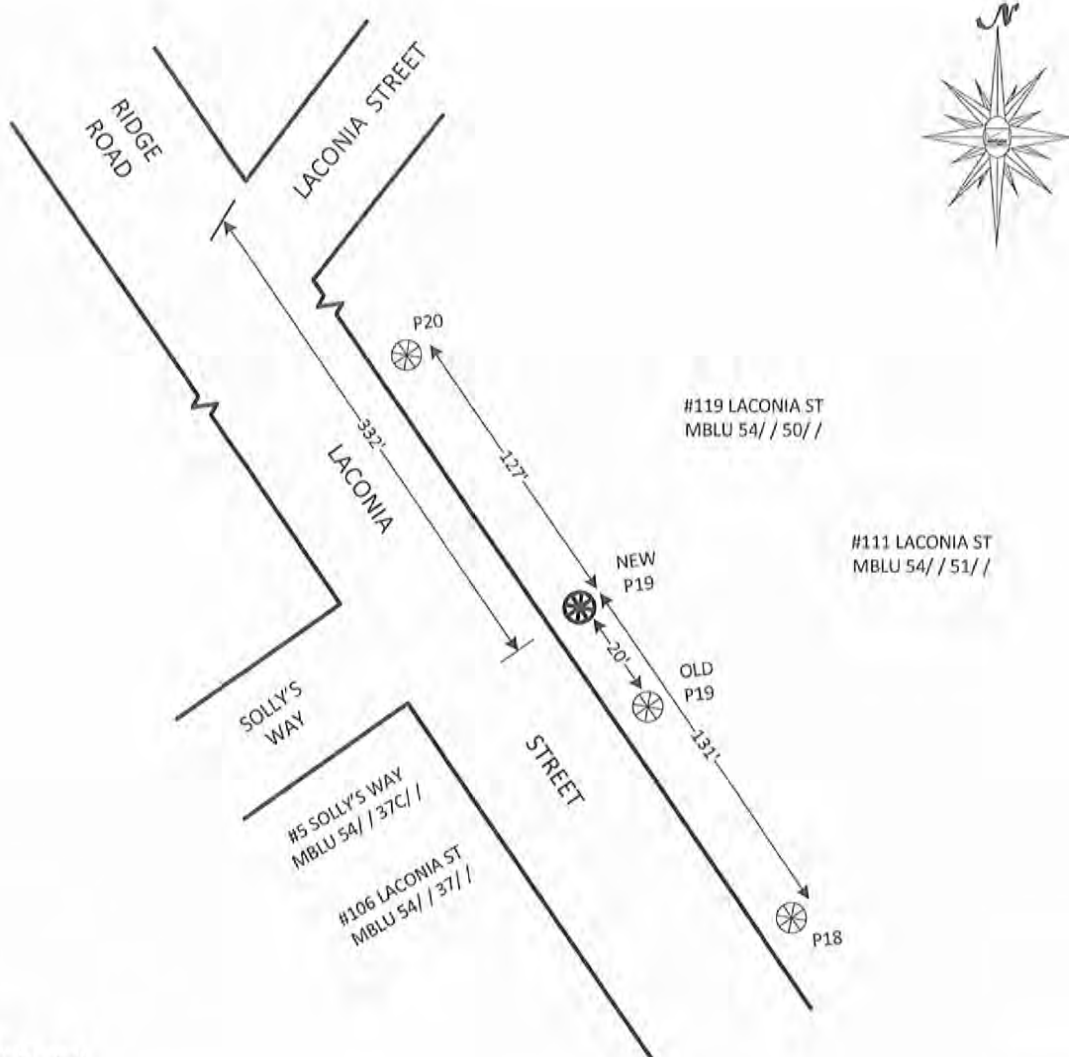 N
RIDGE
ROAD
LACONIA STREET
P20
332'
127'
#119 LACONIA ST
MBLU 54/ / 50/ /
LACONIA
#111 LACONIA ST
MBLU 54/ / 51/ /
NEW
P19
20'
OLD
P19
SOLLY'S
WAY
131'
STREET
#5 SOLLY'S WAY
MBLU 54/ / 37C/ /
#106 LACONIA ST
MBLU 54/ / 37/ /
P18